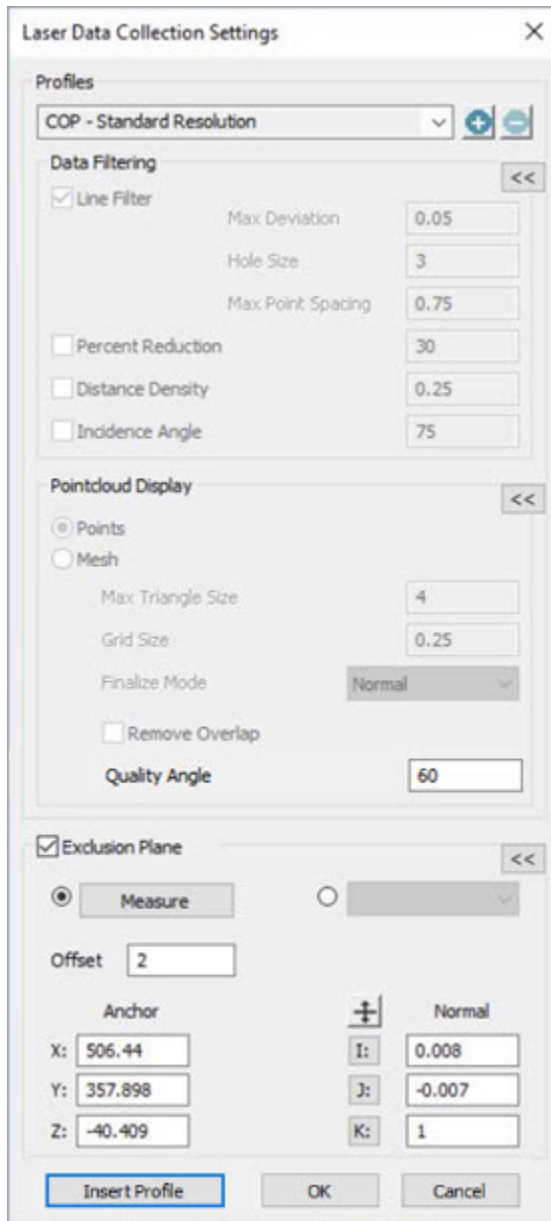 Laser Data Collection Settings
Profiles
COP - Standard Resolution
Data Filtering
<<
Line Filter
Max Deviation 0.05
Hole Size 3
Max Point Spacing 0.75
Percent Reduction 30
Distance Density 0.25
Incidence Angle 75
Pointcloud Display
<<
Points
Mesh
Max Triangle Size 4
Grid Size 0.25
Finalize Mode Normal
Remove Overlap
Quality Angle 60
Exclusion Plane
<<
Measure
Offset 2
Anchor Normal
X: 506.44 I: 0.008
Y: 357.898 J: -0.007
Z: -40.409 K: 1
Insert Profile OK Cancel